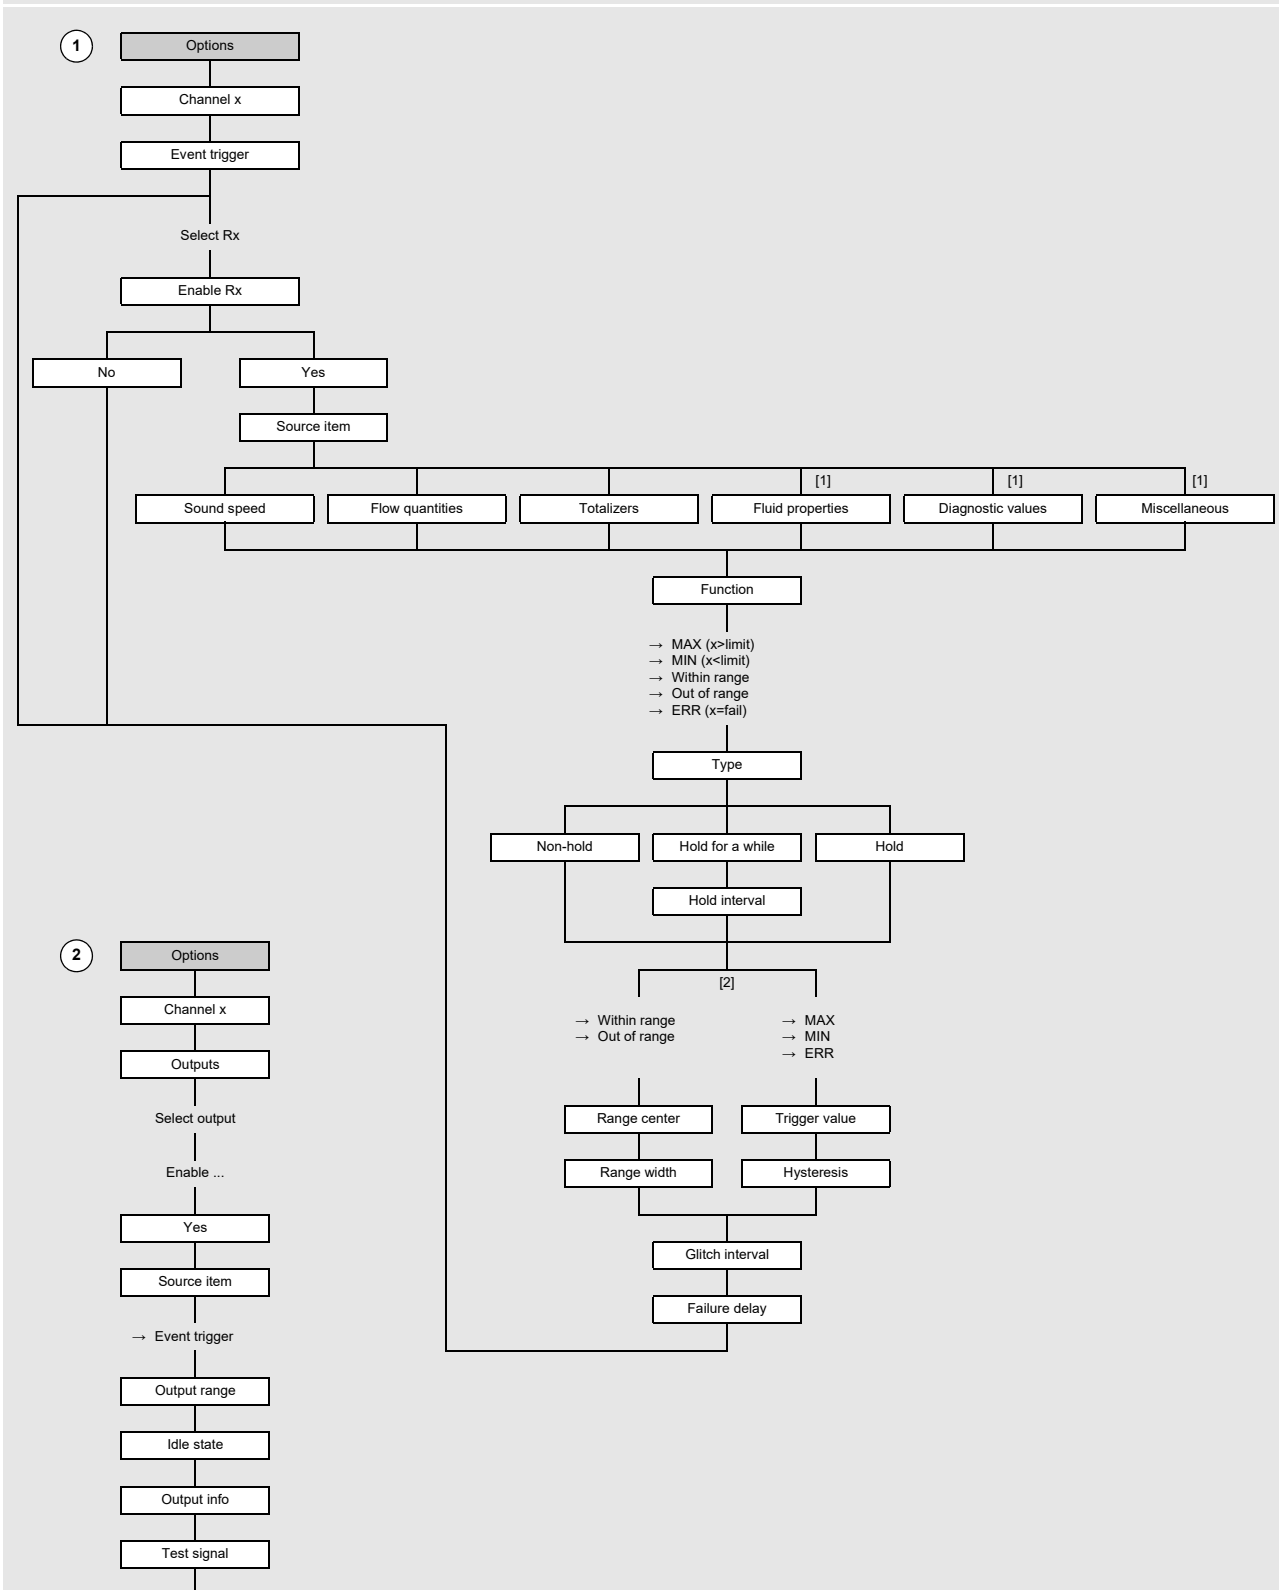 1
Options
Channel x
Event trigger
Select Rx
Enable Rx
No
Yes
Source item
[1]
[1]
[1]
Sound speed
Flow quantities
Totalizers
Fluid properties
Diagnostic values
Miscellaneous
Function
→ MAX (x>limit)
→ MIN (x<limit)
→ Within range
→ Out of range
→ ERR (x=fail)
Type
Non-hold
Hold for a while
Hold
Hold interval
[2]
→ Within range
→ Out of range
→ MAX
→ MIN
→ ERR
Range center
Trigger value
Range width
Hysteresis
Glitch interval
Failure delay
2
Options
Channel x
Outputs
Select output
Enable ...
Yes
Source item
→ Event trigger
Output range
Idle state
Output info
Test signal